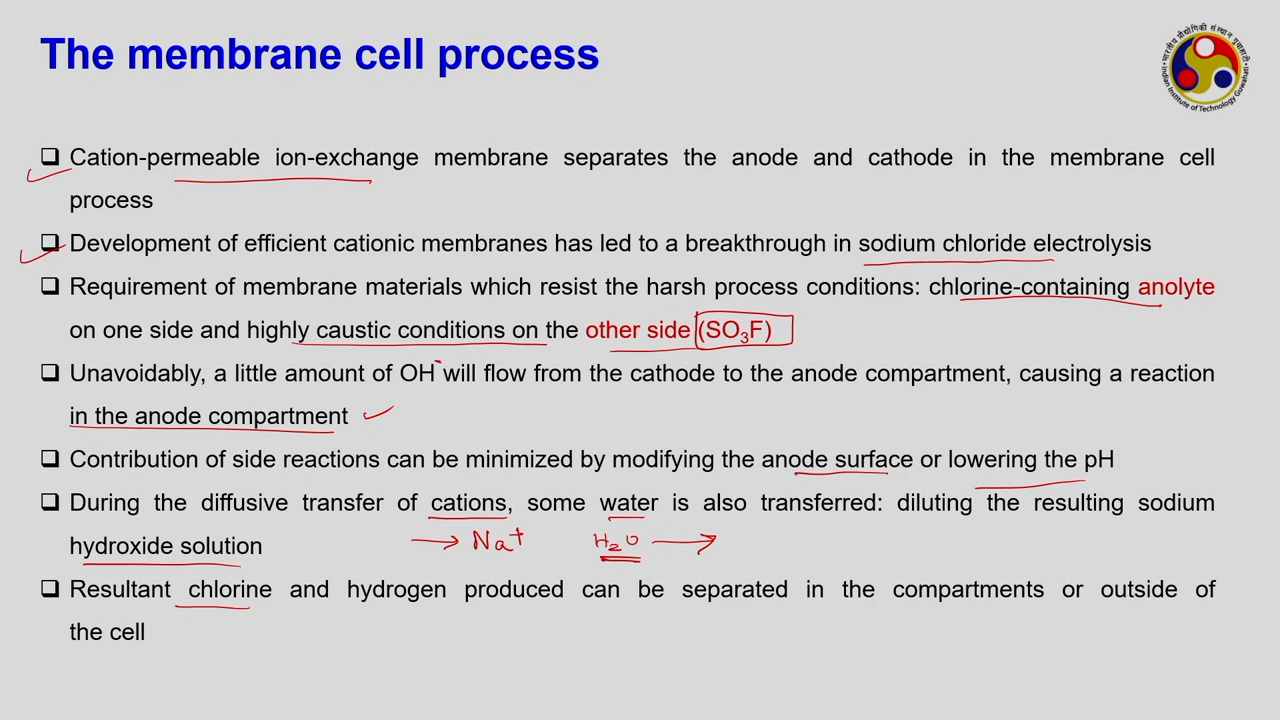 The membrane cell process
भारतीय प्रौद्योगिकी संस्थान गुवाहाटी
Indian Institute of Technology Guwahati
❑ Cation-permeable ion-exchange membrane separates the anode and cathode in the membrane cell
process
❑ Development of efficient cationic membranes has led to a breakthrough in sodium chloride electrolysis
❑ Requirement of membrane materials which resist the harsh process conditions: chlorine-containing anolyte
on one side and highly caustic conditions on the other side (SO₃F)
❑ Unavoidably, a little amount of OH⁻ will flow from the cathode to the anode compartment, causing a reaction
in the anode compartment
❑ Contribution of side reactions can be minimized by modifying the anode surface or lowering the pH
❑ During the diffusive transfer of cations, some water is also transferred: diluting the resulting sodium
hydroxide solution
→ Na⁺ H₂O →
❑ Resultant chlorine and hydrogen produced can be separated in the compartments or outside of
the cell